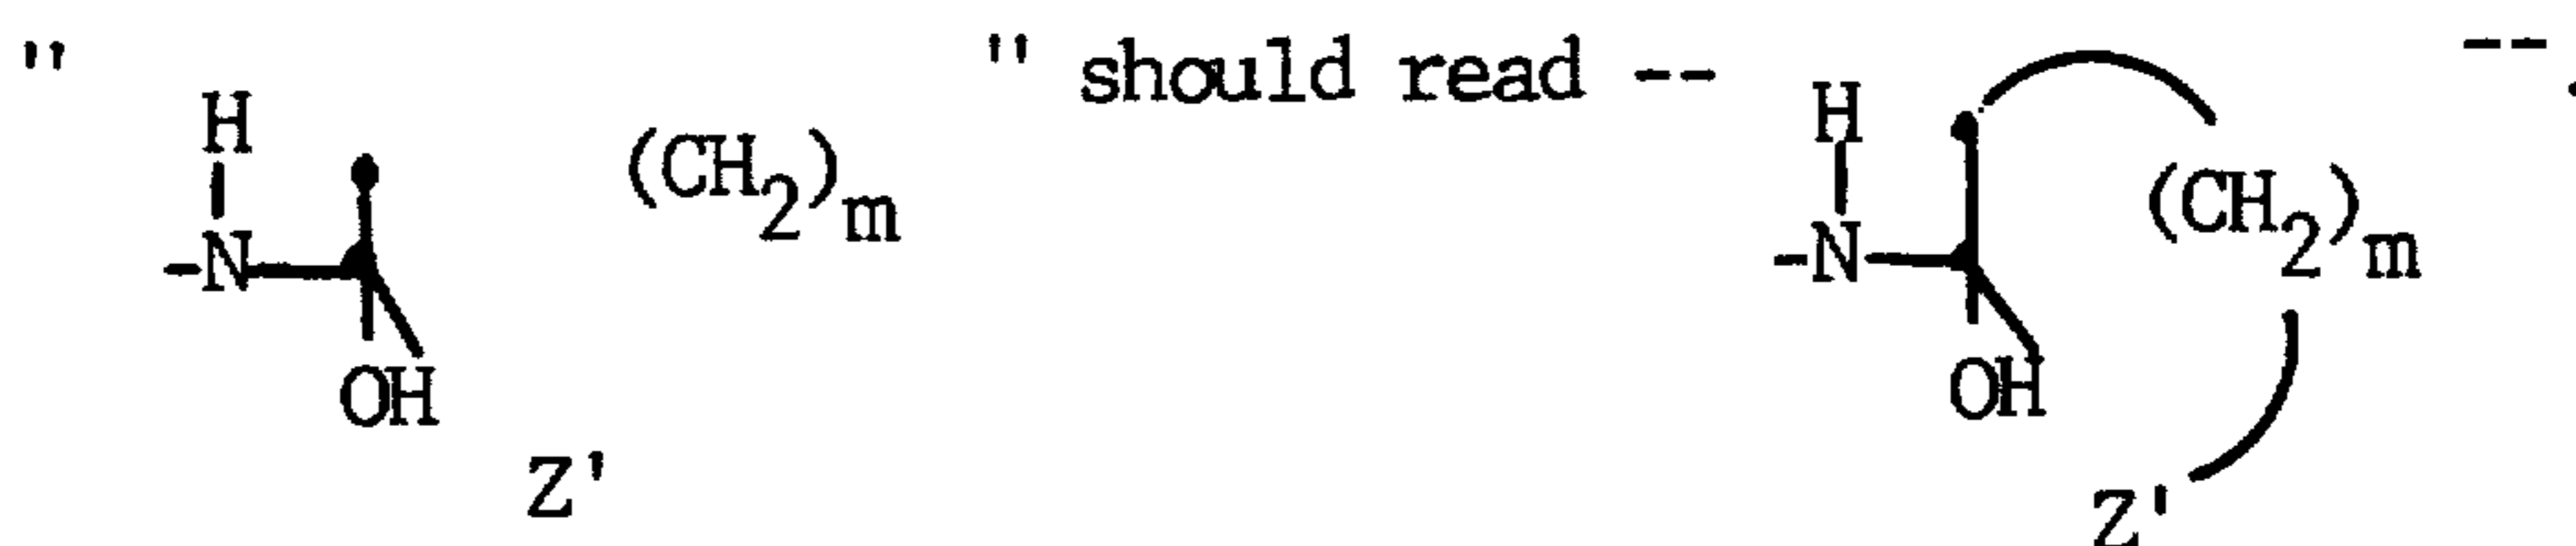 " " should read -- --.
H H
(CH2)m (CH2)m
-N -N
OH OH
Z' Z'